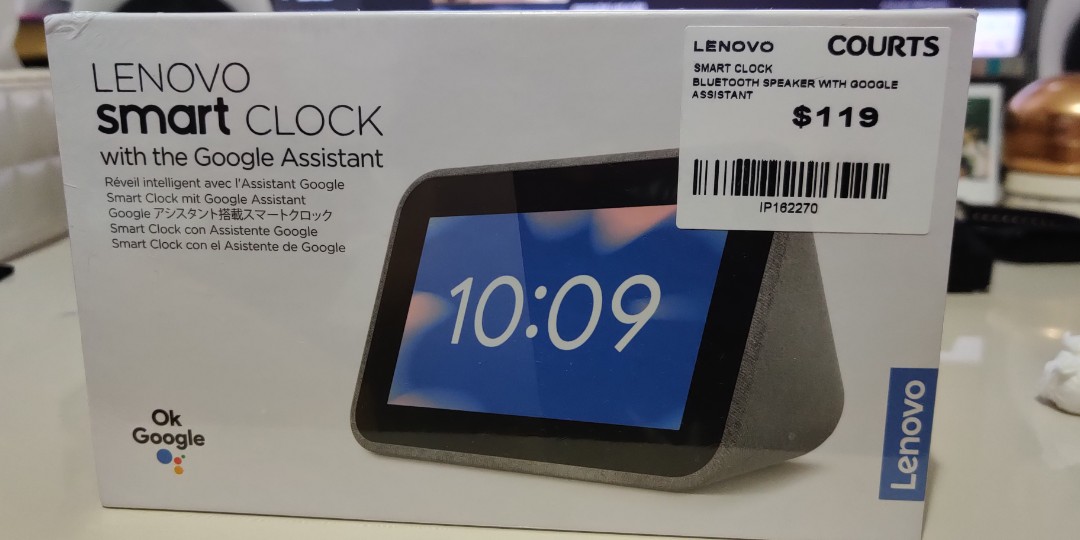 LENOVO
smart CLOCK
with the Google Assistant
Réveil intelligent avec l'Assistant Google
Smart Clock mit Google Assistant
Google アシスタント搭載スマートクロック
Smart Clock con Assistente Google
Smart Clock con el Asistente de Google
LENOVO COURTS
SMART CLOCK
BLUETOOTH SPEAKER WITH GOOGLE
ASSISTANT
$119
IP162270
10:09
Ok
Google
Lenovo